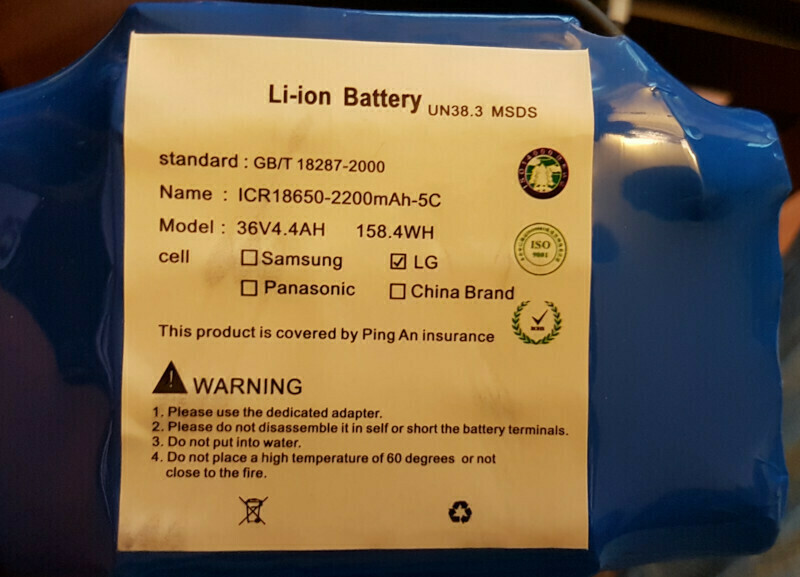 Li-ion Battery UN38.3 MSDS
standard : GB/T 18287-2000
Name : ICR18650-2200mAh-5C
Model : 36V4.4AH 158.4WH
cell ☐ Samsung ☑ LG
☐ Panasonic ☐ China Brand
ISO
9001
This product is covered by Ping An insurance
WARNING
1. Please use the dedicated adapter.
2. Please do not disassemble it in self or short the battery terminals.
3. Do not put into water.
4. Do not place a high temperature of 60 degrees or not
close to the fire.